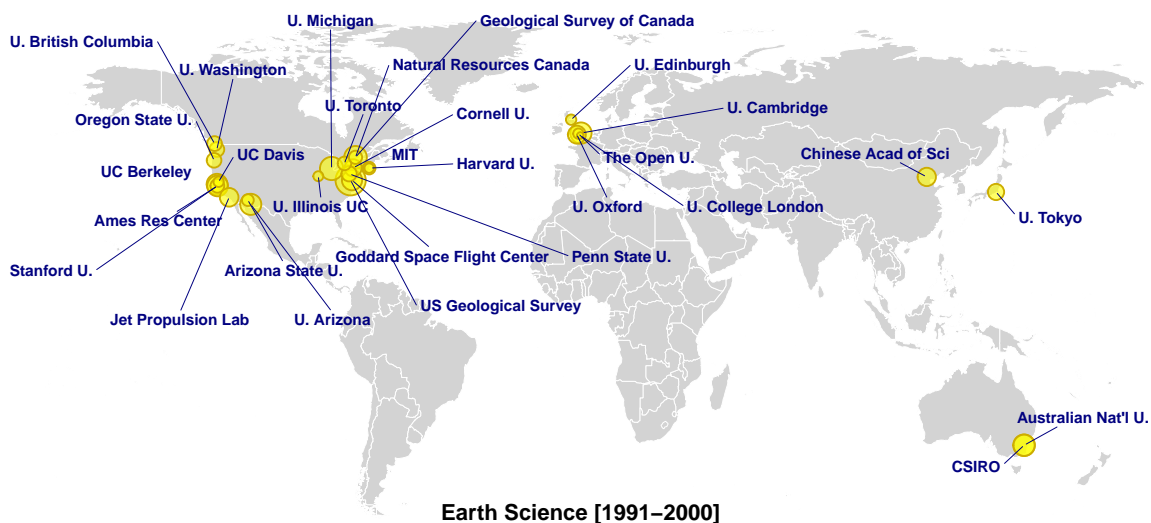 U. Michigan
Geological Survey of Canada
U. British Columbia
U. Washington
Natural Resources Canada
U. Edinburgh
U. Toronto
U. Cambridge
Oregon State U.
Cornell U.
UC Davis
MIT
The Open U.
Chinese Acad of Sci
UC Berkeley
Harvard U.
U. Illinois UC
U. Oxford
U. College London
U. Tokyo
Ames Res Center
Goddard Space Flight Center
Penn State U.
Stanford U.
Arizona State U.
US Geological Survey
Jet Propulsion Lab
U. Arizona
Australian Nat'l U.
CSIRO
Earth Science [1991−2000]